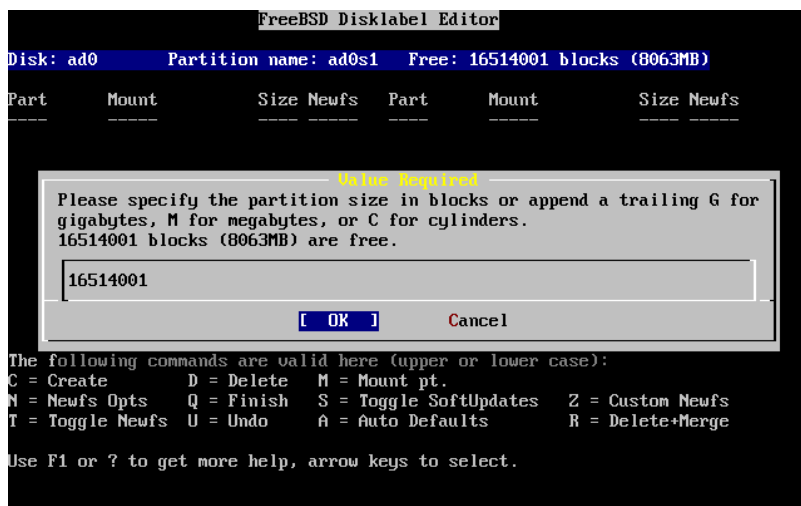 FreeBSD Disklabel Editor
Disk: ad0 Partition name: ad0s1 Free: 16514001 blocks (8063MB)
Part Mount Size Newfs Part Mount Size Newfs
---- ----- ---- ----- ---- ----- ---- -----
Value Required
Please specify the partition size in blocks or append a trailing G for
gigabytes, M for megabytes, or C for cylinders.
16514001 blocks (8063MB) are free.
16514001
[ OK ] Cancel
The following commands are valid here (upper or lower case):
C = Create D = Delete M = Mount pt.
N = Newfs Opts Q = Finish S = Toggle SoftUpdates Z = Custom Newfs
T = Toggle Newfs U = Undo A = Auto Defaults R = Delete+Merge
Use F1 or ? to get more help, arrow keys to select.